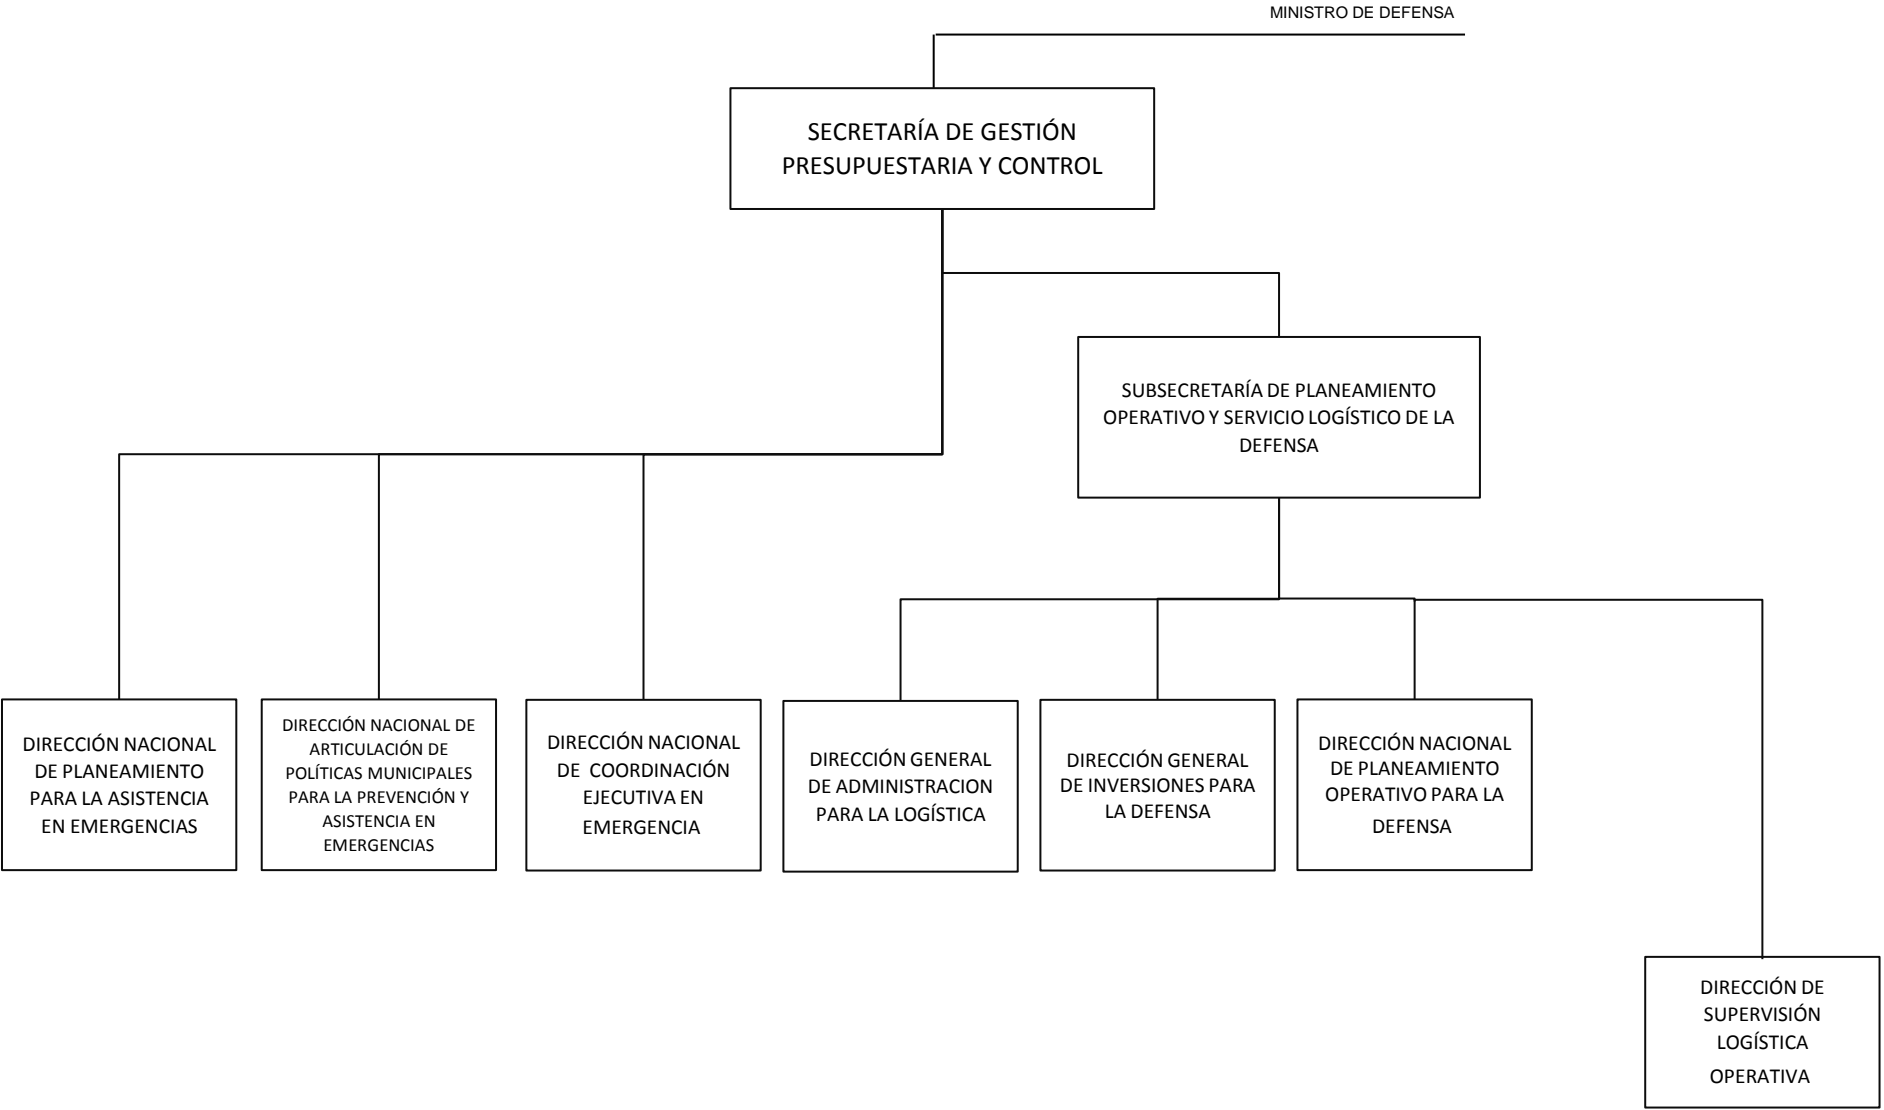 MINISTRO DE DEFENSA
SECRETARÍA DE GESTIÓN
PRESUPUESTARIA Y CONTROL
SUBSECRETARÍA DE PLANEAMIENTO
OPERATIVO Y SERVICIO LOGÍSTICO DE LA
DEFENSA
DIRECCIÓN NACIONAL
DE PLANEAMIENTO
PARA LA ASISTENCIA
EN EMERGENCIAS
DIRECCIÓN NACIONAL DE
ARTICULACIÓN DE
POLÍTICAS MUNICIPALES
PARA LA PREVENCIÓN Y
ASISTENCIA EN
EMERGENCIAS
DIRECCIÓN NACIONAL
DE COORDINACIÓN
EJECUTIVA EN
EMERGENCIA
DIRECCIÓN GENERAL
DE ADMINISTRACION
PARA LA LOGÍSTICA
DIRECCIÓN GENERAL
DE INVERSIONES PARA
LA DEFENSA
DIRECCIÓN NACIONAL
DE PLANEAMIENTO
OPERATIVO PARA LA
DEFENSA
DIRECCIÓN DE
SUPERVISIÓN
LOGÍSTICA
OPERATIVA